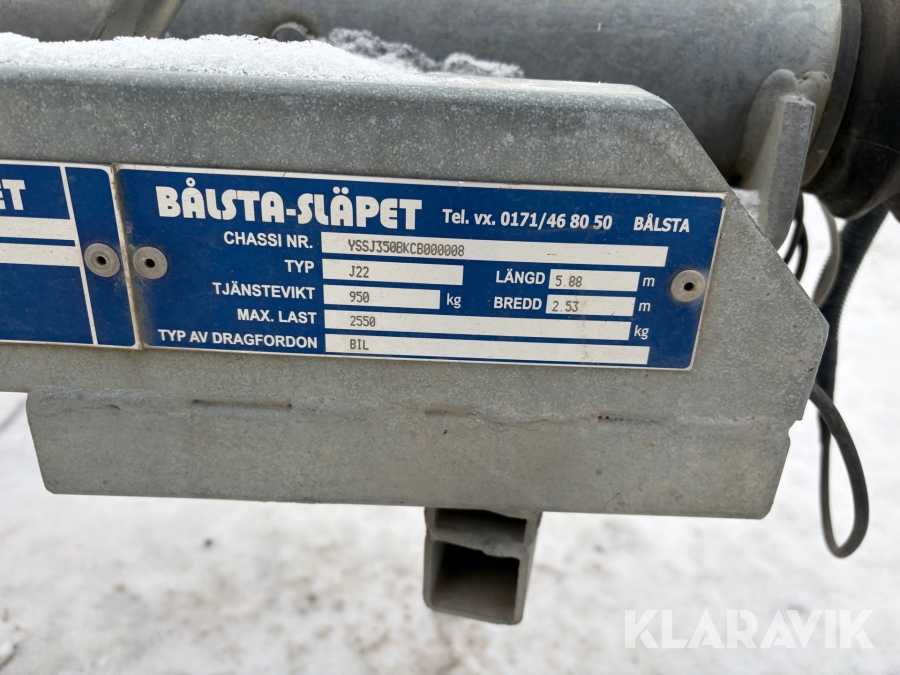 ET
BÅLSTA-SLÄPET Tel. vx. 0171/46 80 50 BÅLSTA
CHASSI NR. YSSJ350BKCB000008
TYP J22 LÄNGD 5.88 m
TJÄNSTEVIKT 950 kg BREDD 2.53 m
MAX. LAST 2550 kg
TYP AV DRAGFORDON BIL
KLARAVIK